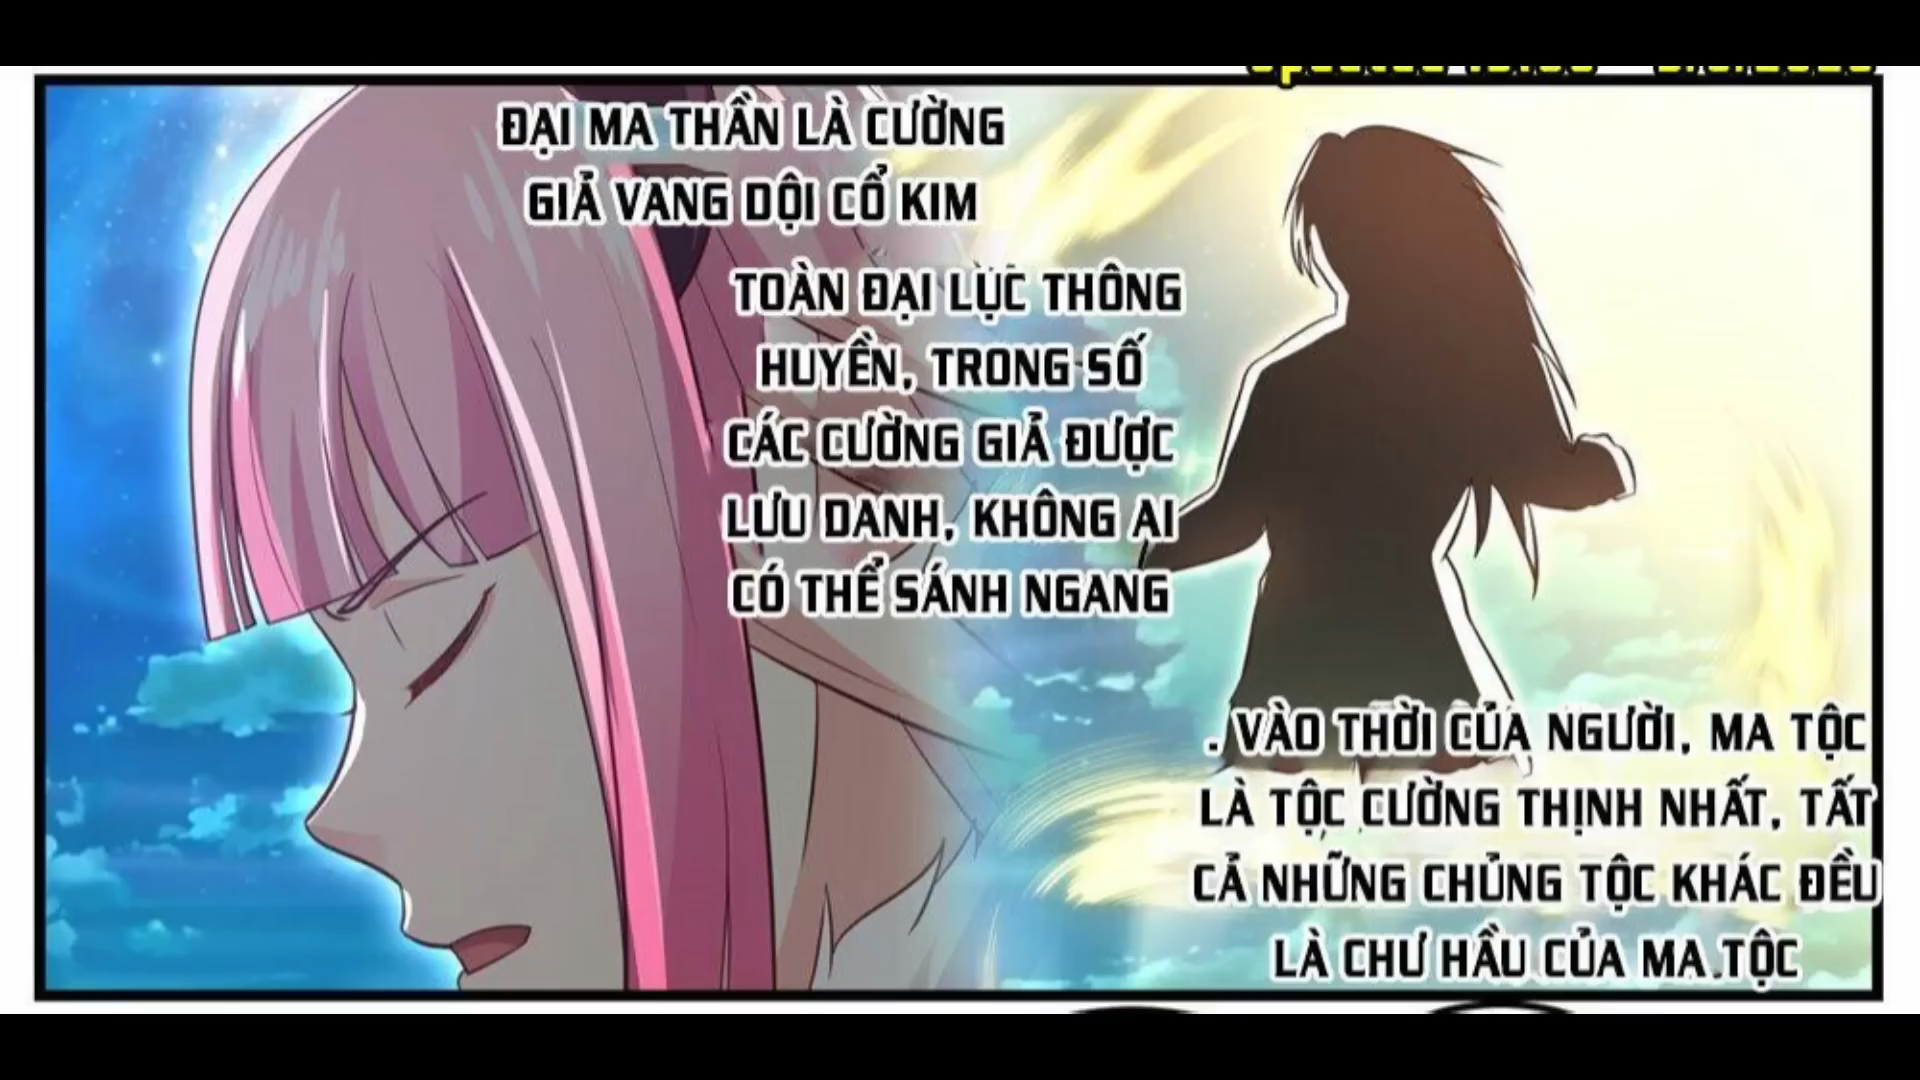 ĐẠI MA THẦN LÀ CƯỜNG
GIẢ VANG DỘI CỔ KIM
TOÀN ĐẠI LỤC THÔNG
HUYỀN, TRONG SỐ
CÁC CƯỜNG GIẢ ĐƯỢC
LƯU DANH, KHÔNG AI
CÓ THỂ SÁNH NGANG
. VÀO THỜI CỦA NGƯỜI, MA TỘC
LÀ TỘC CƯỜNG THỊNH NHẤT, TẤT
CẢ NHỮNG CHỦNG TỘC KHÁC ĐỀU
LÀ CHƯ HẦU CỦA MA TỘC